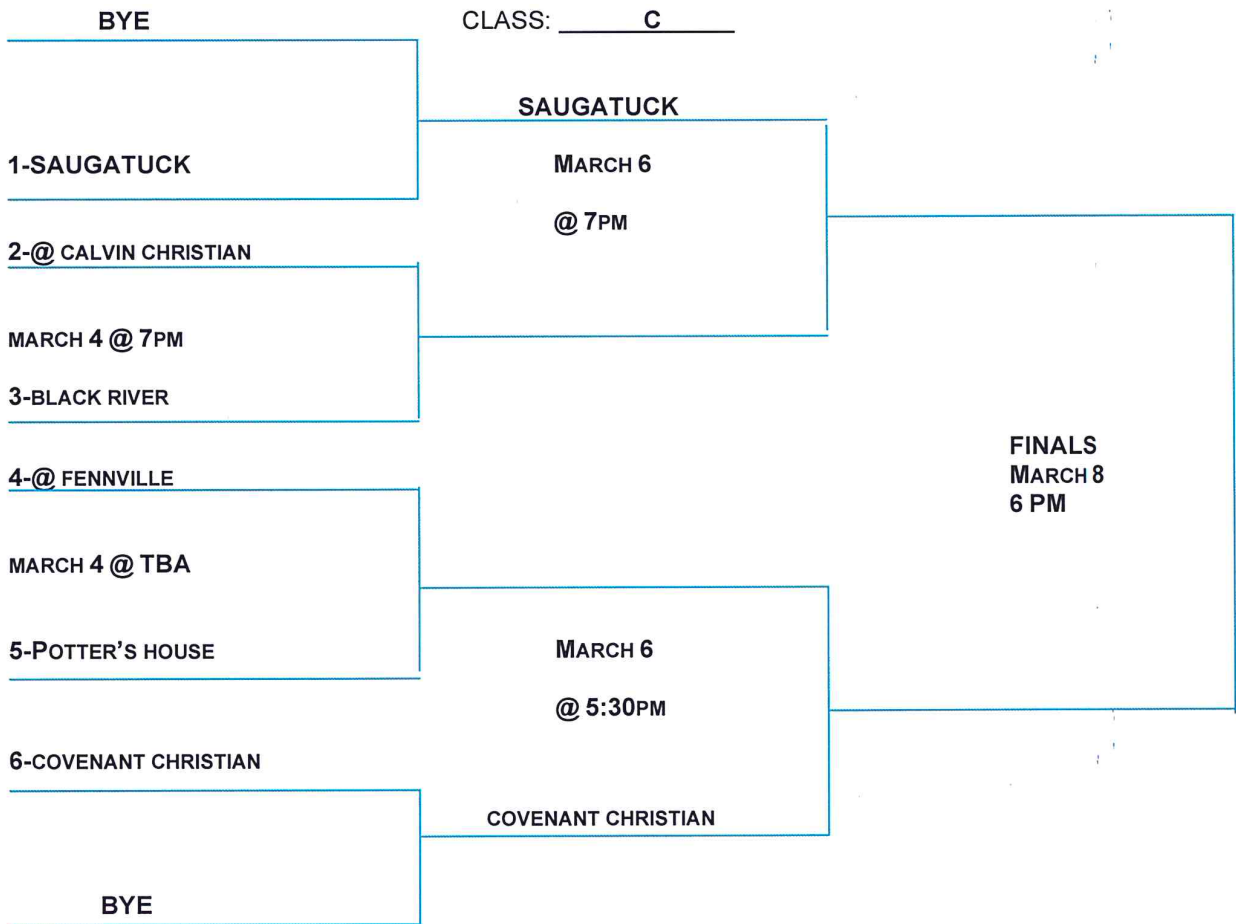 BYE
CLASS: C
SAUGATUCK
1-SAUGATUCK
MARCH 6
@ 7PM
2-@ CALVIN CHRISTIAN
MARCH 4 @ 7PM
3-BLACK RIVER
4-@ FENNVILLE
FINALS
MARCH 8
6 PM
MARCH 4 @ TBA
5-POTTER'S HOUSE
MARCH 6
@ 5:30PM
6-COVENANT CHRISTIAN
COVENANT CHRISTIAN
BYE